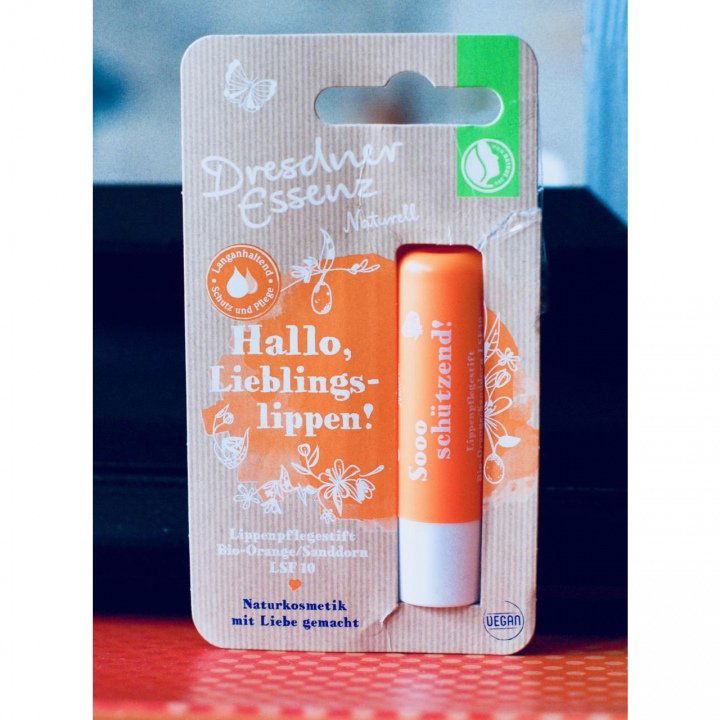 Dresdner
Essenz
Naturell
Langanhaltend
Schutz und Pflege
Hallo,
Lieblings-
lippen!
Lippenpflegestift
Bio-Orange/Sanddorn
LSF 10
Naturkosmetik
mit Liebe gemacht
Sooo
schützend!
Lippenpflegestift
VEGAN